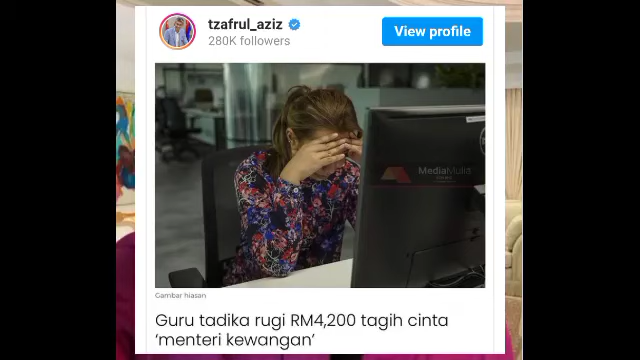 tzafrul_aziz
280K followers
View profile
MediaMulia
Gambar hiasan
Guru tadika rugi RM4,200 tagih cinta
‘menteri kewangan’